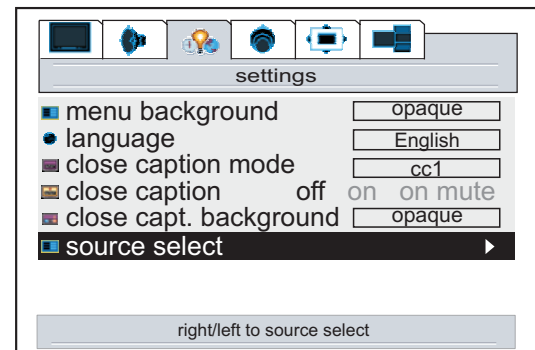 settings
menu background opaque
language English
close caption mode cc1
close caption off on on mute
close capt. background opaque
source select
right/left to source select